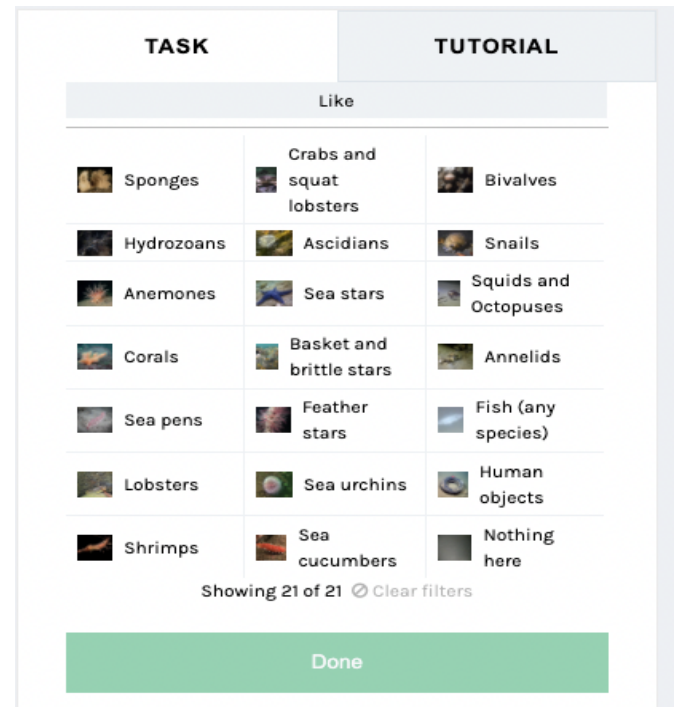 TASK
TUTORIAL
Like
Sponges
Crabs and
squat
lobsters
Bivalves
Hydrozoans
Ascidians
Snails
Anemones
Sea stars
Squids and
Octopuses
Corals
Basket and
brittle stars
Annelids
Sea pens
Feather
stars
Fish (any
species)
Lobsters
Sea urchins
Human
objects
Shrimps
Sea
cucumbers
Nothing
here
Showing 21 of 21 Clear filters
Done